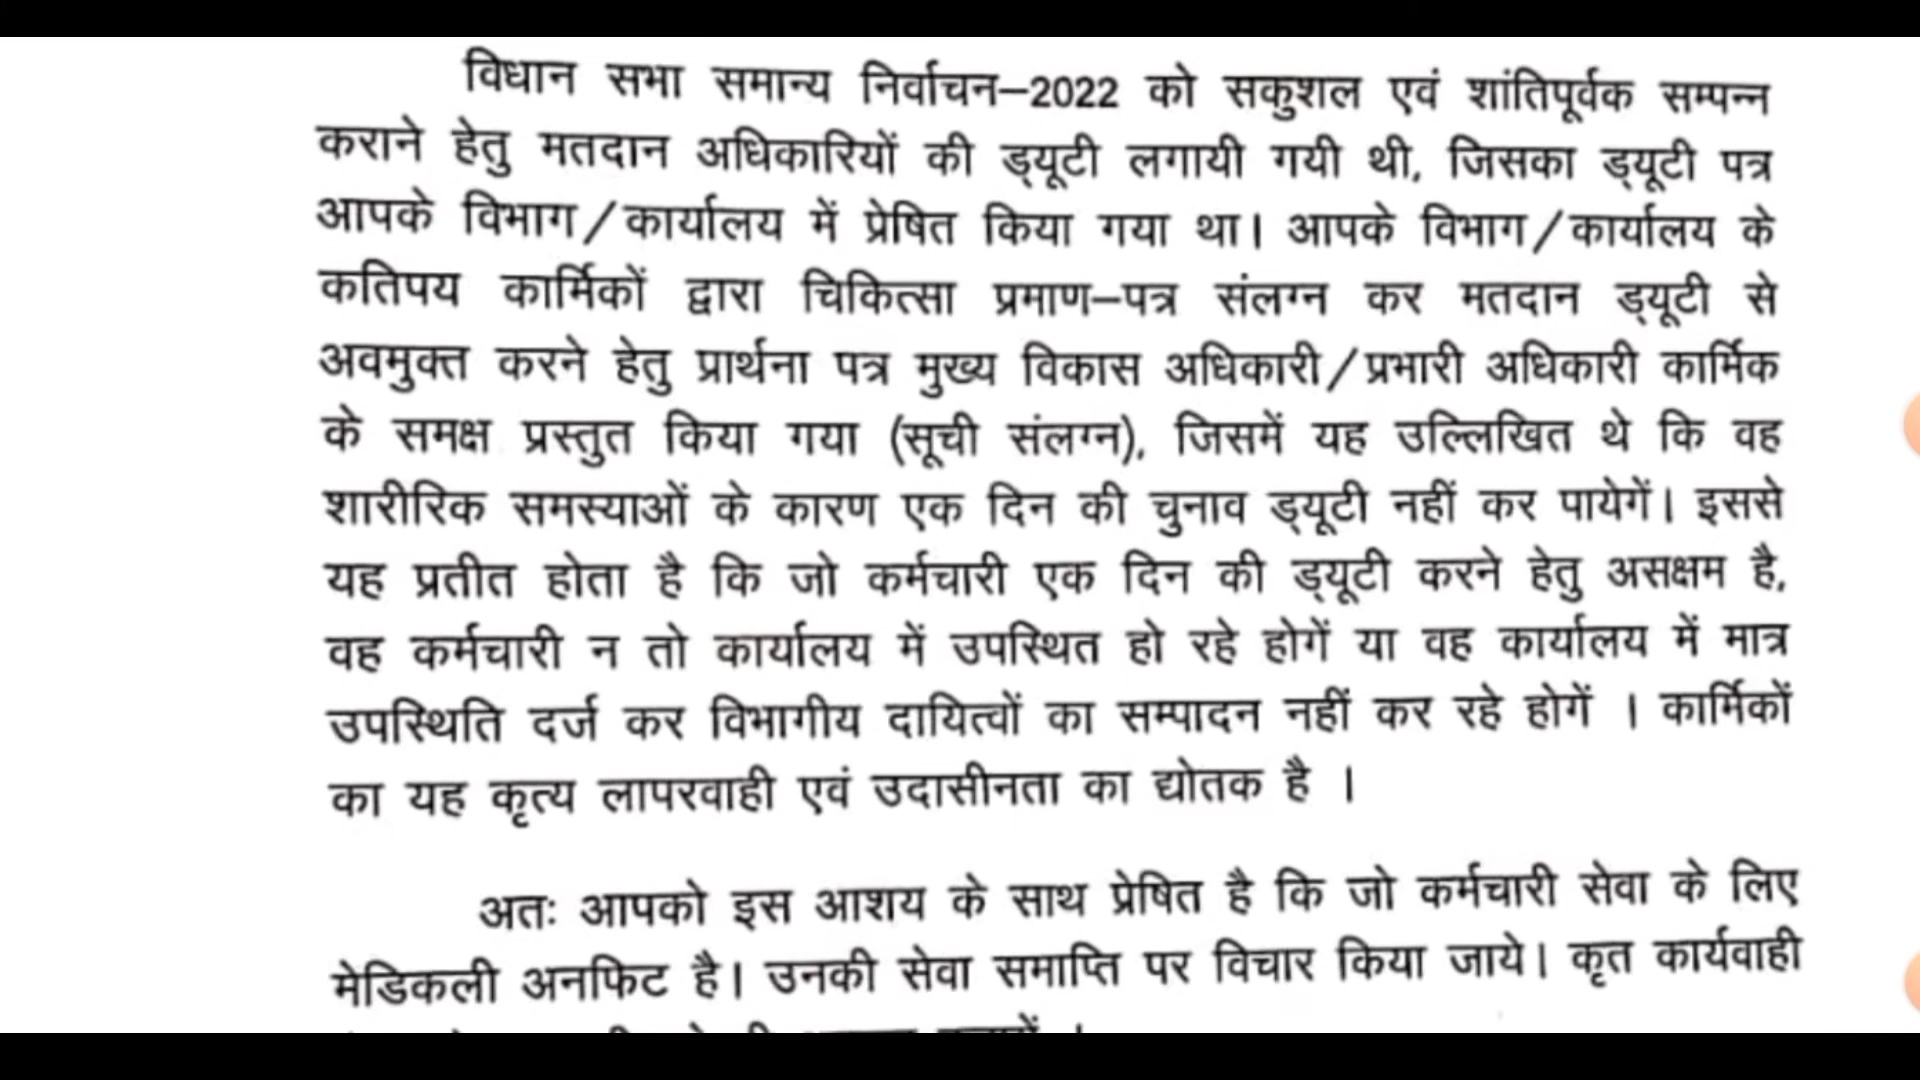 विधान सभा समान्य निर्वाचन–2022 को सकुशल एवं शांतिपूर्वक सम्पन्न
कराने हेतु मतदान अधिकारियों की ड्यूटी लगायी गयी थी, जिसका ड्यूटी पत्र
आपके विभाग/कार्यालय में प्रेषित किया गया था। आपके विभाग/कार्यालय के
कतिपय कार्मिकों द्वारा चिकित्सा प्रमाण–पत्र संलग्न कर मतदान ड्यूटी से
अवमुक्त करने हेतु प्रार्थना पत्र मुख्य विकास अधिकारी/प्रभारी अधिकारी कार्मिक
के समक्ष प्रस्तुत किया गया (सूची संलग्न), जिसमें यह उल्लिखित थे कि वह
शारीरिक समस्याओं के कारण एक दिन की चुनाव ड्यूटी नहीं कर पायेगें। इससे
यह प्रतीत होता है कि जो कर्मचारी एक दिन की ड्यूटी करने हेतु असक्षम है,
वह कर्मचारी न तो कार्यालय में उपस्थित हो रहे होगें या वह कार्यालय में मात्र
उपस्थिति दर्ज कर विभागीय दायित्वों का सम्पादन नहीं कर रहे होगें । कार्मिकों
का यह कृत्य लापरवाही एवं उदासीनता का द्योतक है ।
अतः आपको इस आशय के साथ प्रेषित है कि जो कर्मचारी सेवा के लिए
मेडिकली अनफिट है। उनकी सेवा समाप्ति पर विचार किया जाये। कृत कार्यवाही